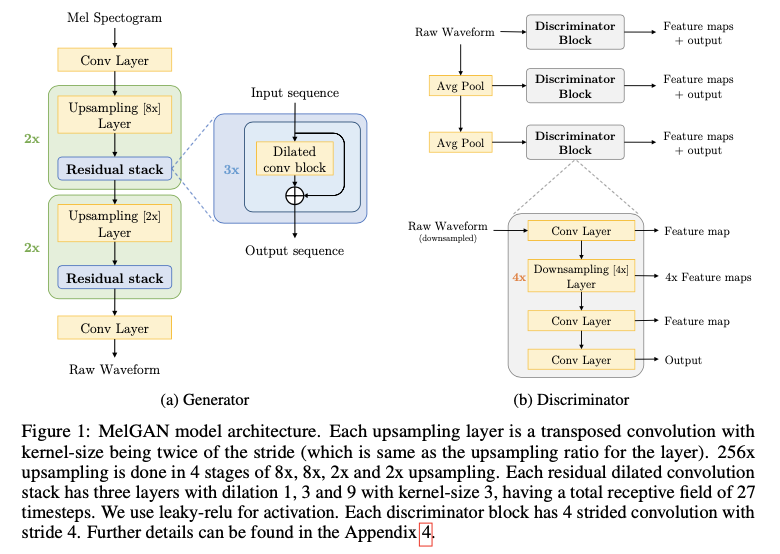 Mel Spectogram
Conv Layer
2x
Upsampling [8x]
Layer
Residual stack
2x
Upsampling [2x]
Layer
Residual stack
Conv Layer
Raw Waveform
Input sequence
3x
Dilated
conv block
Output sequence
(a) Generator
Raw Waveform
Discriminator
Block
Feature maps
+ output
Avg Pool
Discriminator
Block
Feature maps
+ output
Avg Pool
Discriminator
Block
Feature maps
+ output
Raw Waveform
(downsampled)
Conv Layer
Feature map
4x
Downsampling [4x]
Layer
4x Feature maps
Conv Layer
Feature map
Conv Layer
Output
(b) Discriminator
Figure 1: MelGAN model architecture. Each upsampling layer is a transposed convolution with
kernel-size being twice of the stride (which is same as the upsampling ratio for the layer). 256x
upsampling is done in 4 stages of 8x, 8x, 2x and 2x upsampling. Each residual dilated convolution
stack has three layers with dilation 1, 3 and 9 with kernel-size 3, having a total receptive field of 27
timesteps. We use leaky-relu for activation. Each discriminator block has 4 strided convolution with
stride 4. Further details can be found in the Appendix 4.